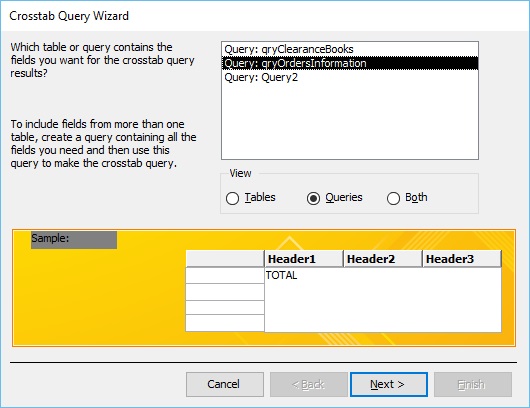 Crosstab Query Wizard
Which table or query contains the
fields you want for the crosstab query
results?
To include fields from more than one
table, create a query containing all the
fields you need and then use this
query to make the crosstab query.
Query: qryClearanceBooks
Query: qryOrdersInformation
Query: Query2
View
Tables
Queries
Both
Sample:
Header1 Header2 Header3
TOTAL
Cancel < Back Next > Finish